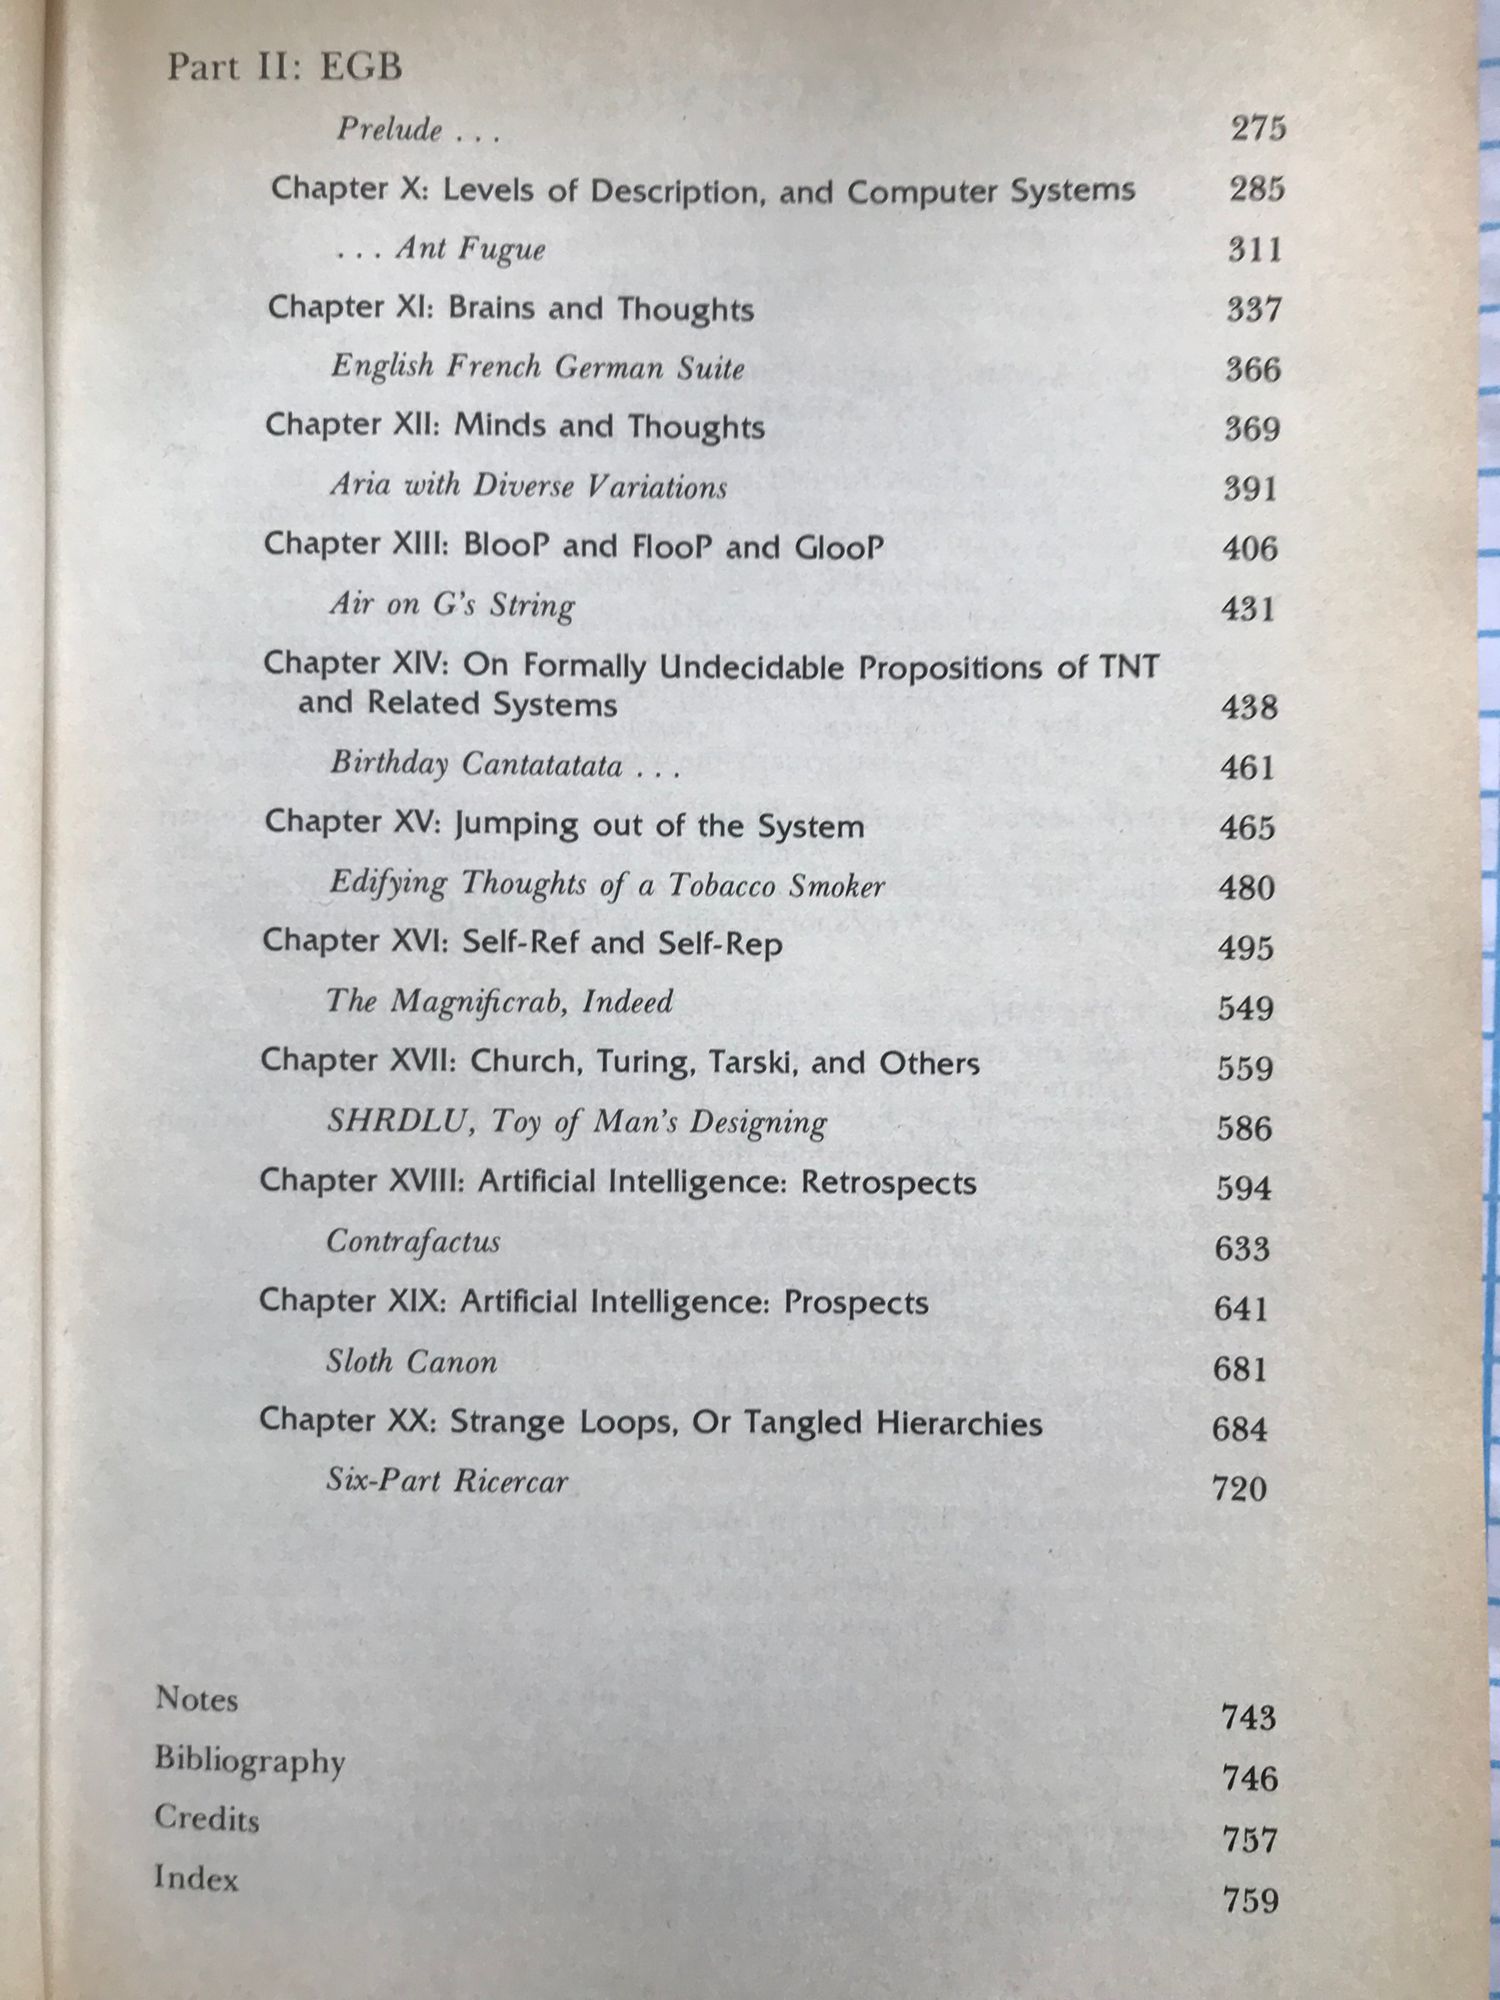 Part II: EGB
Prelude . . . 275
Chapter X: Levels of Description, and Computer Systems 285
. . . Ant Fugue 311
Chapter XI: Brains and Thoughts 337
English French German Suite 366
Chapter XII: Minds and Thoughts 369
Aria with Diverse Variations 391
Chapter XIII: BlooP and FlooP and GlooP 406
Air on G's String 431
Chapter XIV: On Formally Undecidable Propositions of TNT
and Related Systems 438
Birthday Cantatatata . . . 461
Chapter XV: Jumping out of the System 465
Edifying Thoughts of a Tobacco Smoker 480
Chapter XVI: Self-Ref and Self-Rep 495
The Magnificrab, Indeed 549
Chapter XVII: Church, Turing, Tarski, and Others 559
SHRDLU, Toy of Man's Designing 586
Chapter XVIII: Artificial Intelligence: Retrospects 594
Contrafactus 633
Chapter XIX: Artificial Intelligence: Prospects 641
Sloth Canon 681
Chapter XX: Strange Loops, Or Tangled Hierarchies 684
Six-Part Ricercar 720
Notes 743
Bibliography 746
Credits 757
Index 759